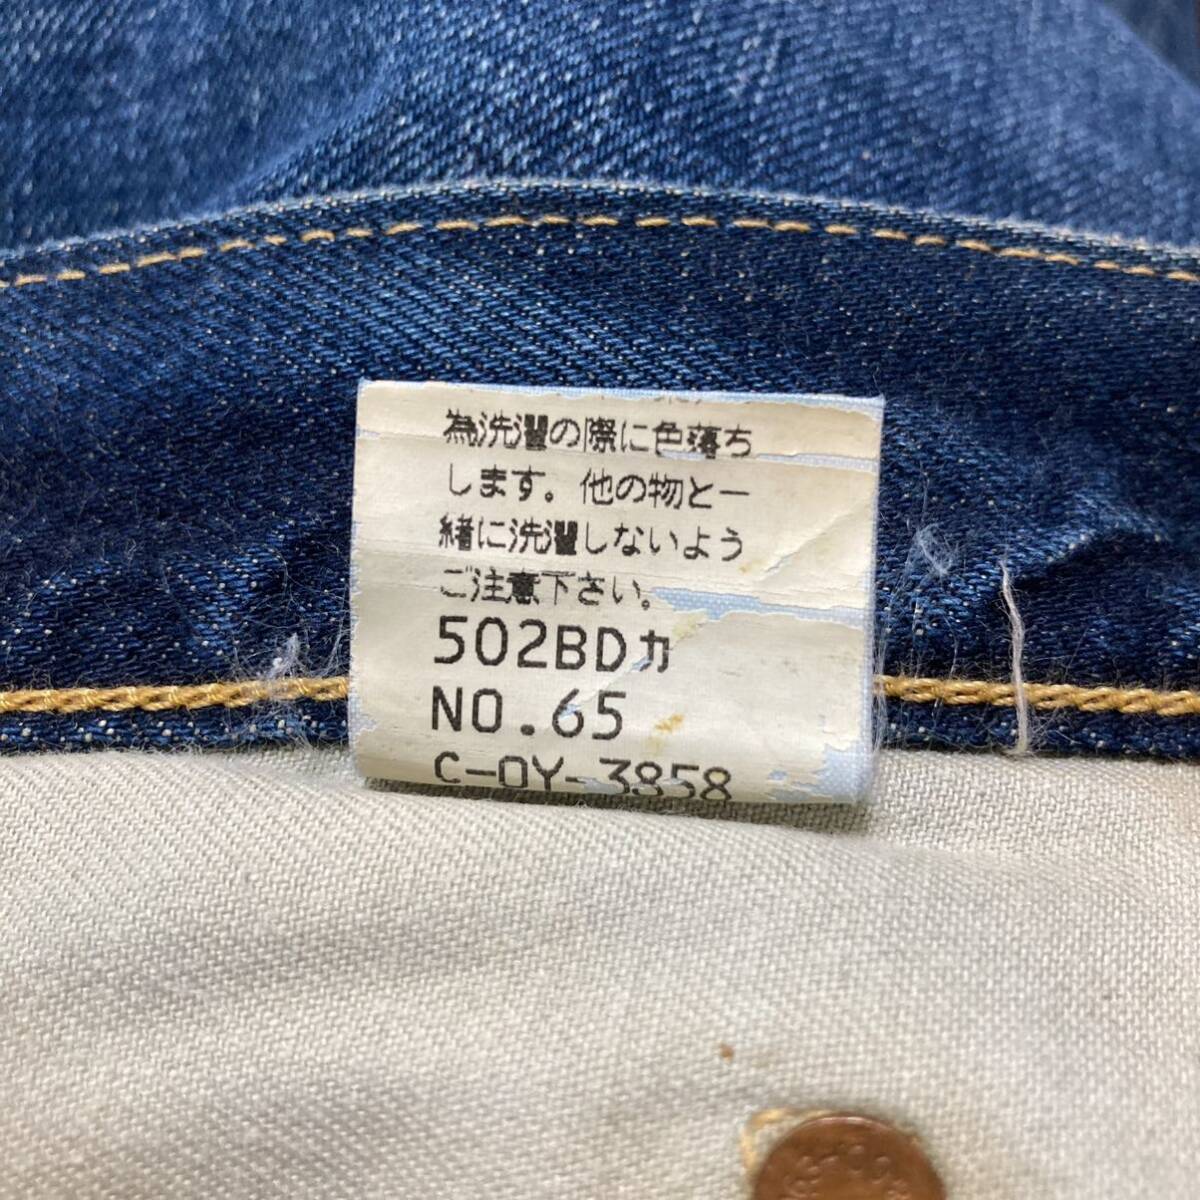 為洗濯の際に色落ち
します。他の物と一
緒に洗濯しないよう
ご注意下さい。
502BDカ
NO.65
C-OY-3858